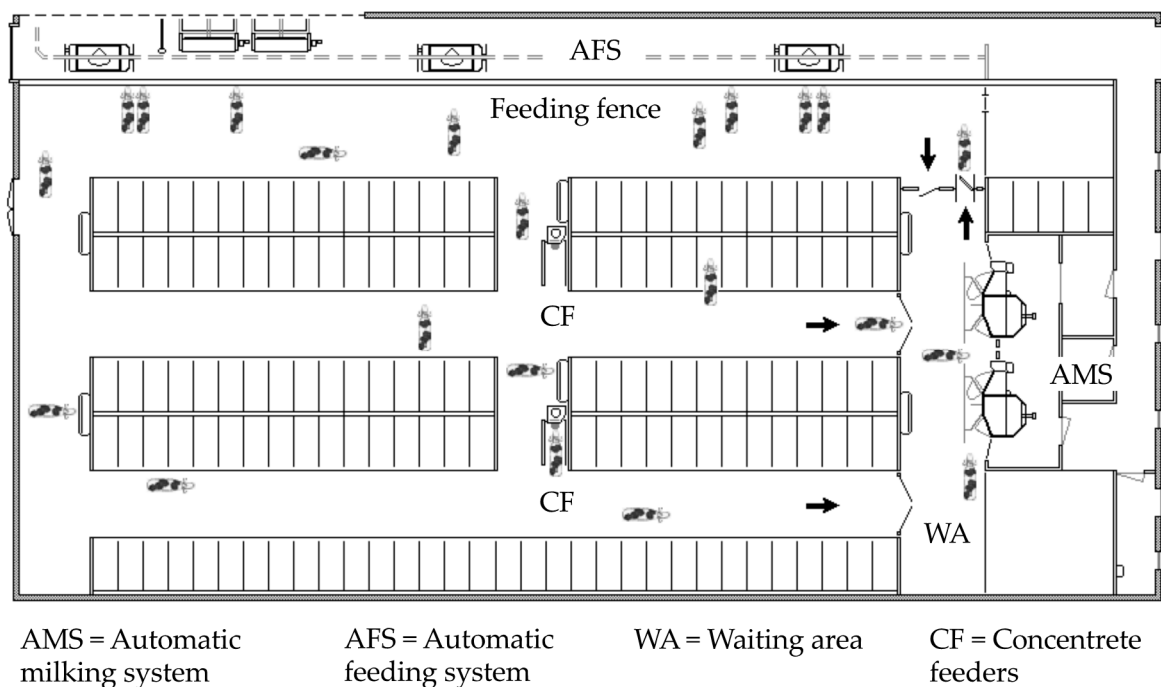 AFS
Feeding fence
CF
AMS
CF
WA
AMS = Automatic
milking system
AFS = Automatic
feeding system
WA = Waiting area
CF = Concentrete
feeders